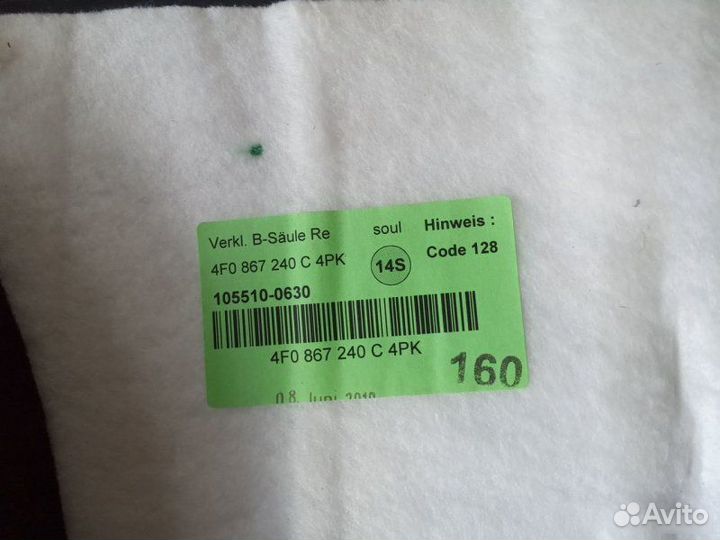 Verkl. B-Säule Re
soul
Hinweis :
4F0 867 240 C 4PK
14S
Code 128
105510-0630
4F0 867 240 C 4PK
160
08. Juni 2010
Avito